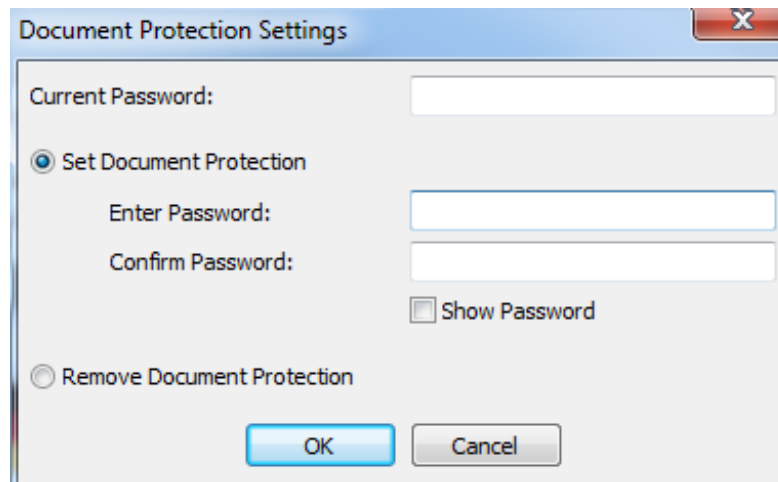 Document Protection Settings
Current Password:
Set Document Protection
Enter Password:
Confirm Password:
Show Password
Remove Document Protection
OK Cancel